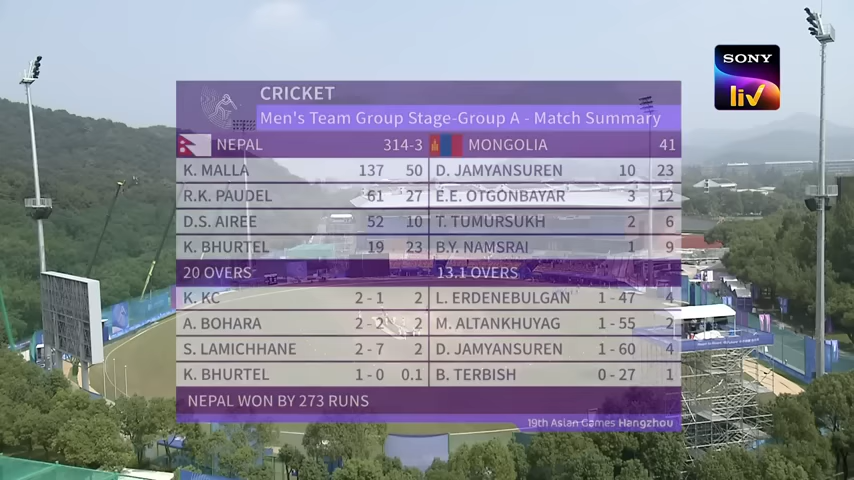 SONY
liv
CRICKET
Men's Team Group Stage-Group A - Match Summary
NEPAL 314-3 MONGOLIA 41
K. MALLA 137 50 D. JAMYANSUREN 10 23
R.K. PAUDEL 61 27 E.E. OTGONBAYAR 3 12
D.S. AIREE 52 10 T. TUMURSUKH 2 6
K. BHURTEL 19 23 B.Y. NAMSRAI 1 9
20 OVERS 13.1 OVERS
K. KC 2 - 1 2 L. ERDENEBULGAN 1 - 47 4
A. BOHARA 2 - 2 2 M. ALTANKHUYAG 1 - 55 2
S. LAMICHHANE 2 - 7 2 D. JAMYANSUREN 1 - 60 4
K. BHURTEL 1 - 0 0.1 B. TERBISH 0 - 27 1
NEPAL WON BY 273 RUNS
19th Asian Games Hangzhou